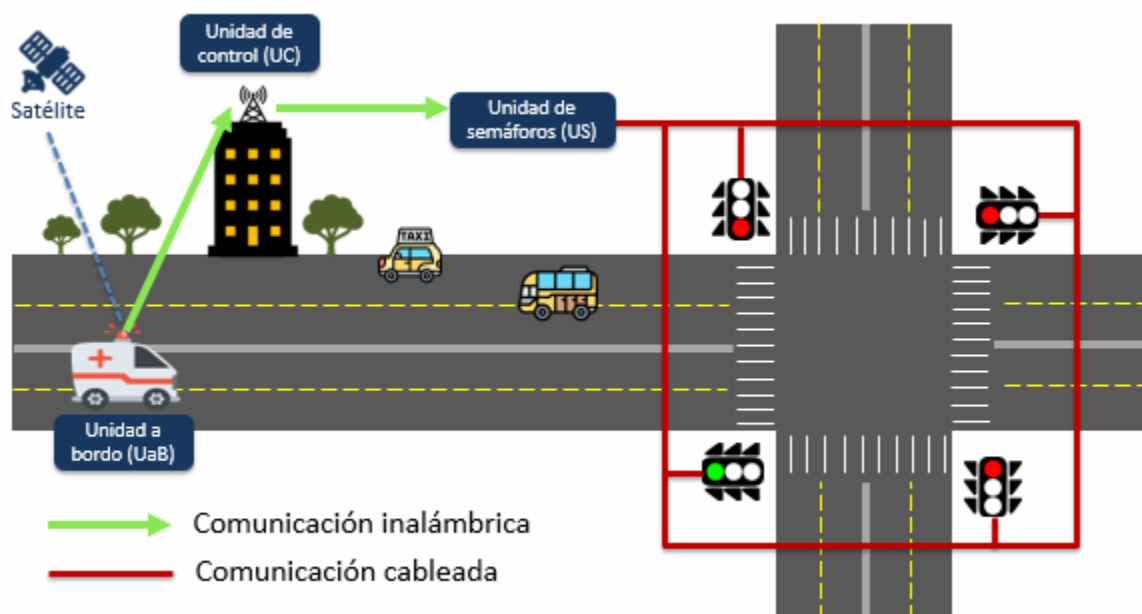 Unidad de
control (UC)
Satélite
Unidad de
semáforos (US)
TAXI
Unidad a
bordo (UaB)
Comunicación inalámbrica
Comunicación cableada